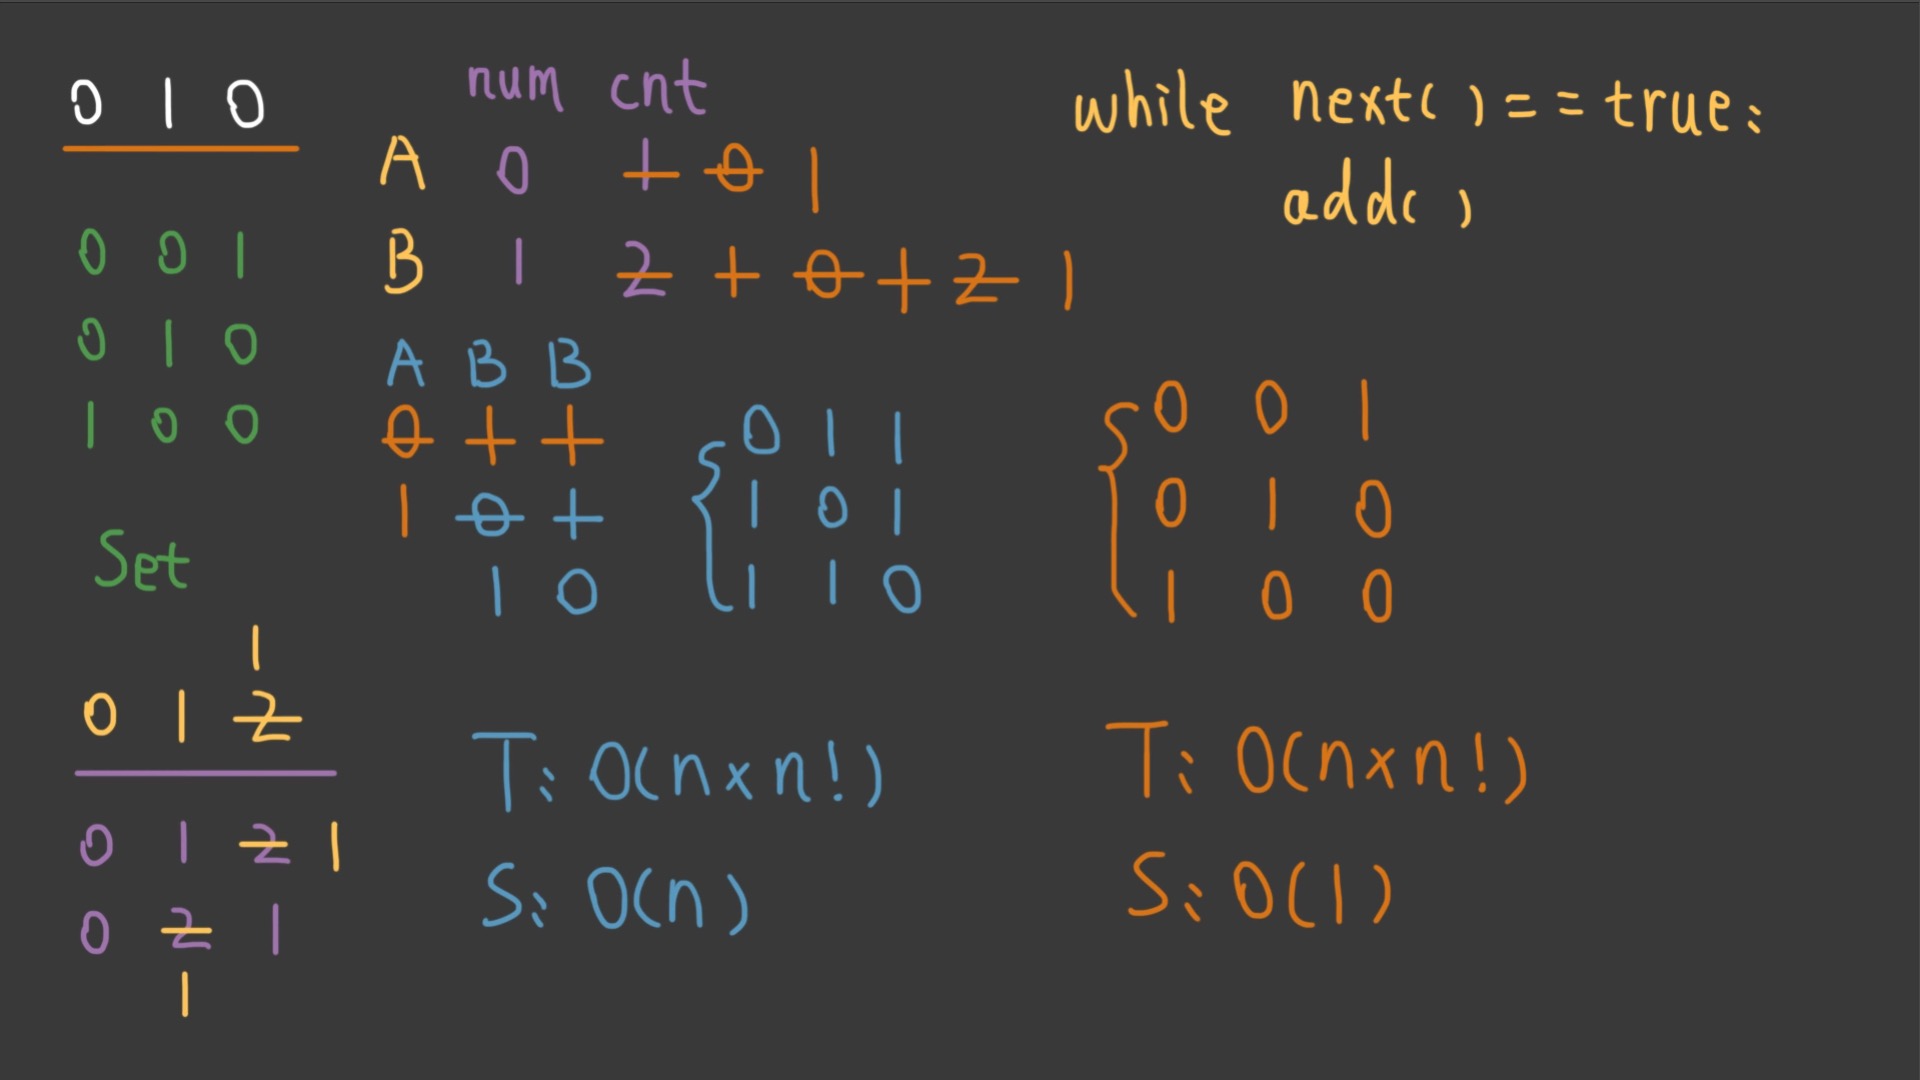 0 1 0
0 0 1
0 1 0
1 0 0
Set
1
0 1 2
0 1 2 1
0 2 1
1
num cnt
A 0 1 0 1
B 1 2 1 0 1 2 1
A B B
0 1 1
1 0 1
1 0
0 1 1
1 0 1
1 1 0
T: O(n×n!)
S: O(n)
while next()==true:
add()
0 0 1
0 1 0
1 0 0
T: O(n×n!)
S: O(1)